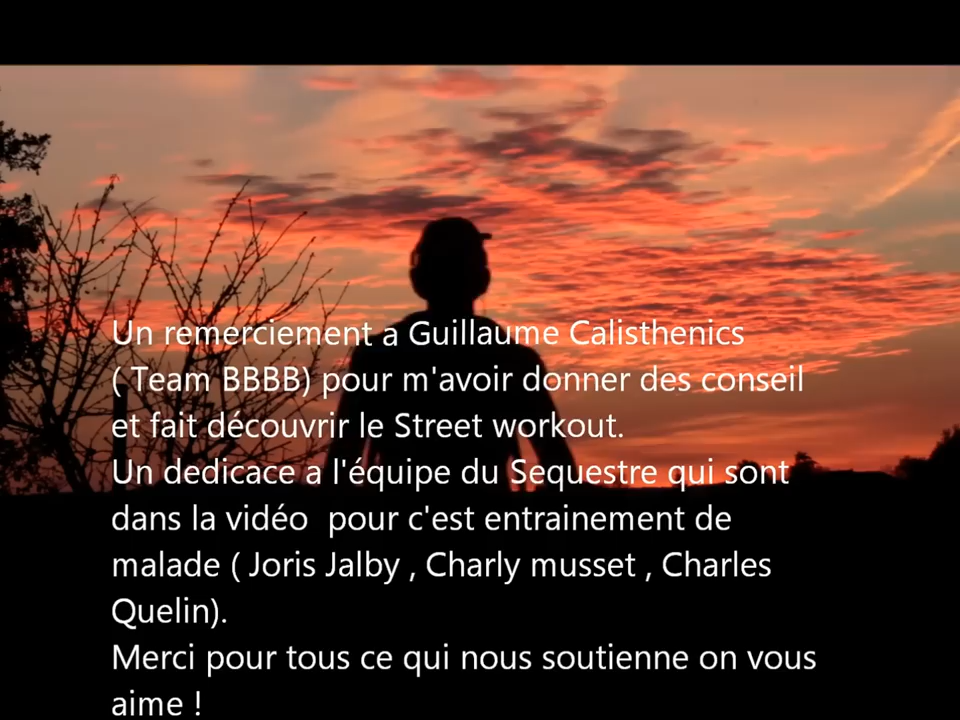 Un remerciement a Guillaume Calisthenics
( Team BBBB) pour m'avoir donner des conseil
et fait découvrir le Street workout.
Un dedicace a l'équipe du Sequestre qui sont
dans la vidéo  pour c'est entrainement de
malade ( Joris Jalby , Charly musset , Charles
Quelin).
Merci pour tous ce qui nous soutienne on vous
aime !